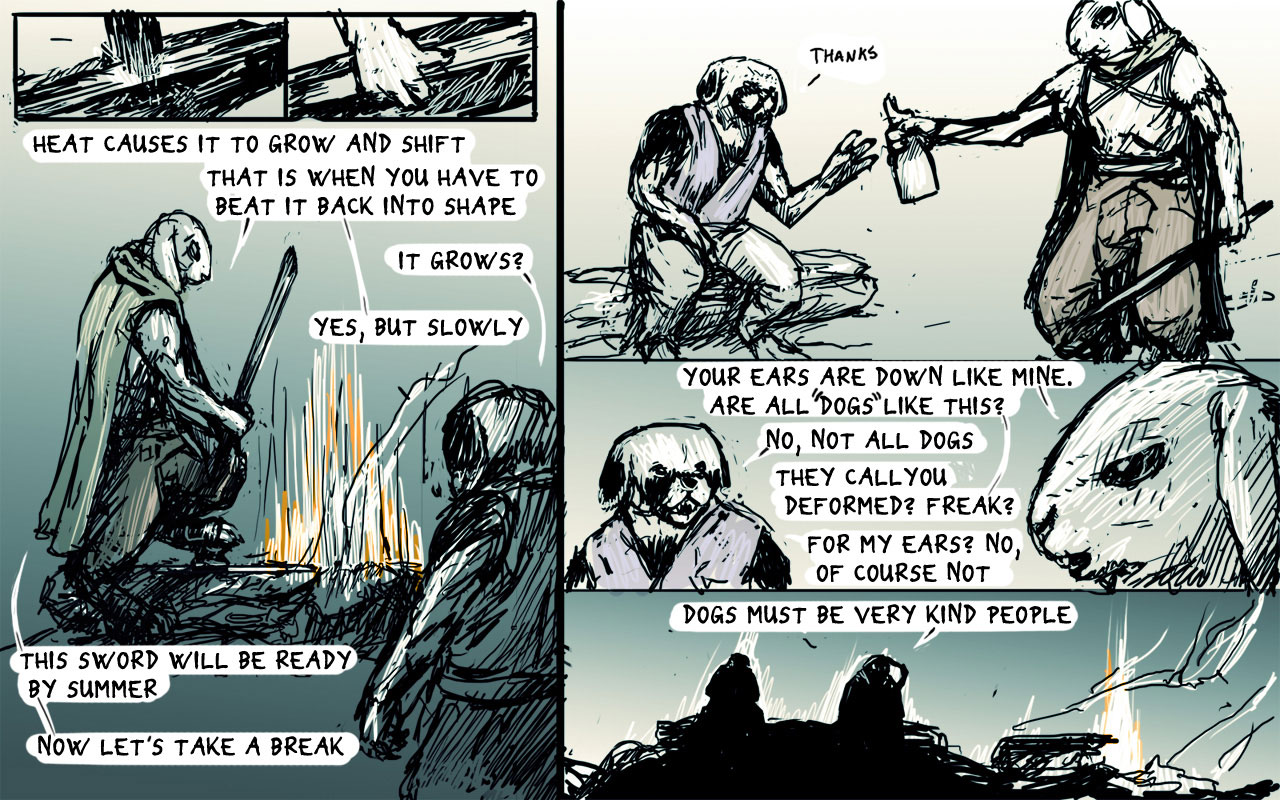 HEAT CAUSES IT TO GROW AND SHIFT
THAT IS WHEN YOU HAVE TO
BEAT IT BACK INTO SHAPE
IT GROWS?
YES, BUT SLOWLY
THIS SWORD WILL BE READY
BY SUMMER
NOW LET'S TAKE A BREAK
THANKS
YOUR EARS ARE DOWN LIKE MINE.
ARE ALL "DOGS" LIKE THIS?
NO, NOT ALL DOGS
THEY CALL YOU
DEFORMED? FREAK?
FOR MY EARS? NO,
OF COURSE NOT
DOGS MUST BE VERY KIND PEOPLE